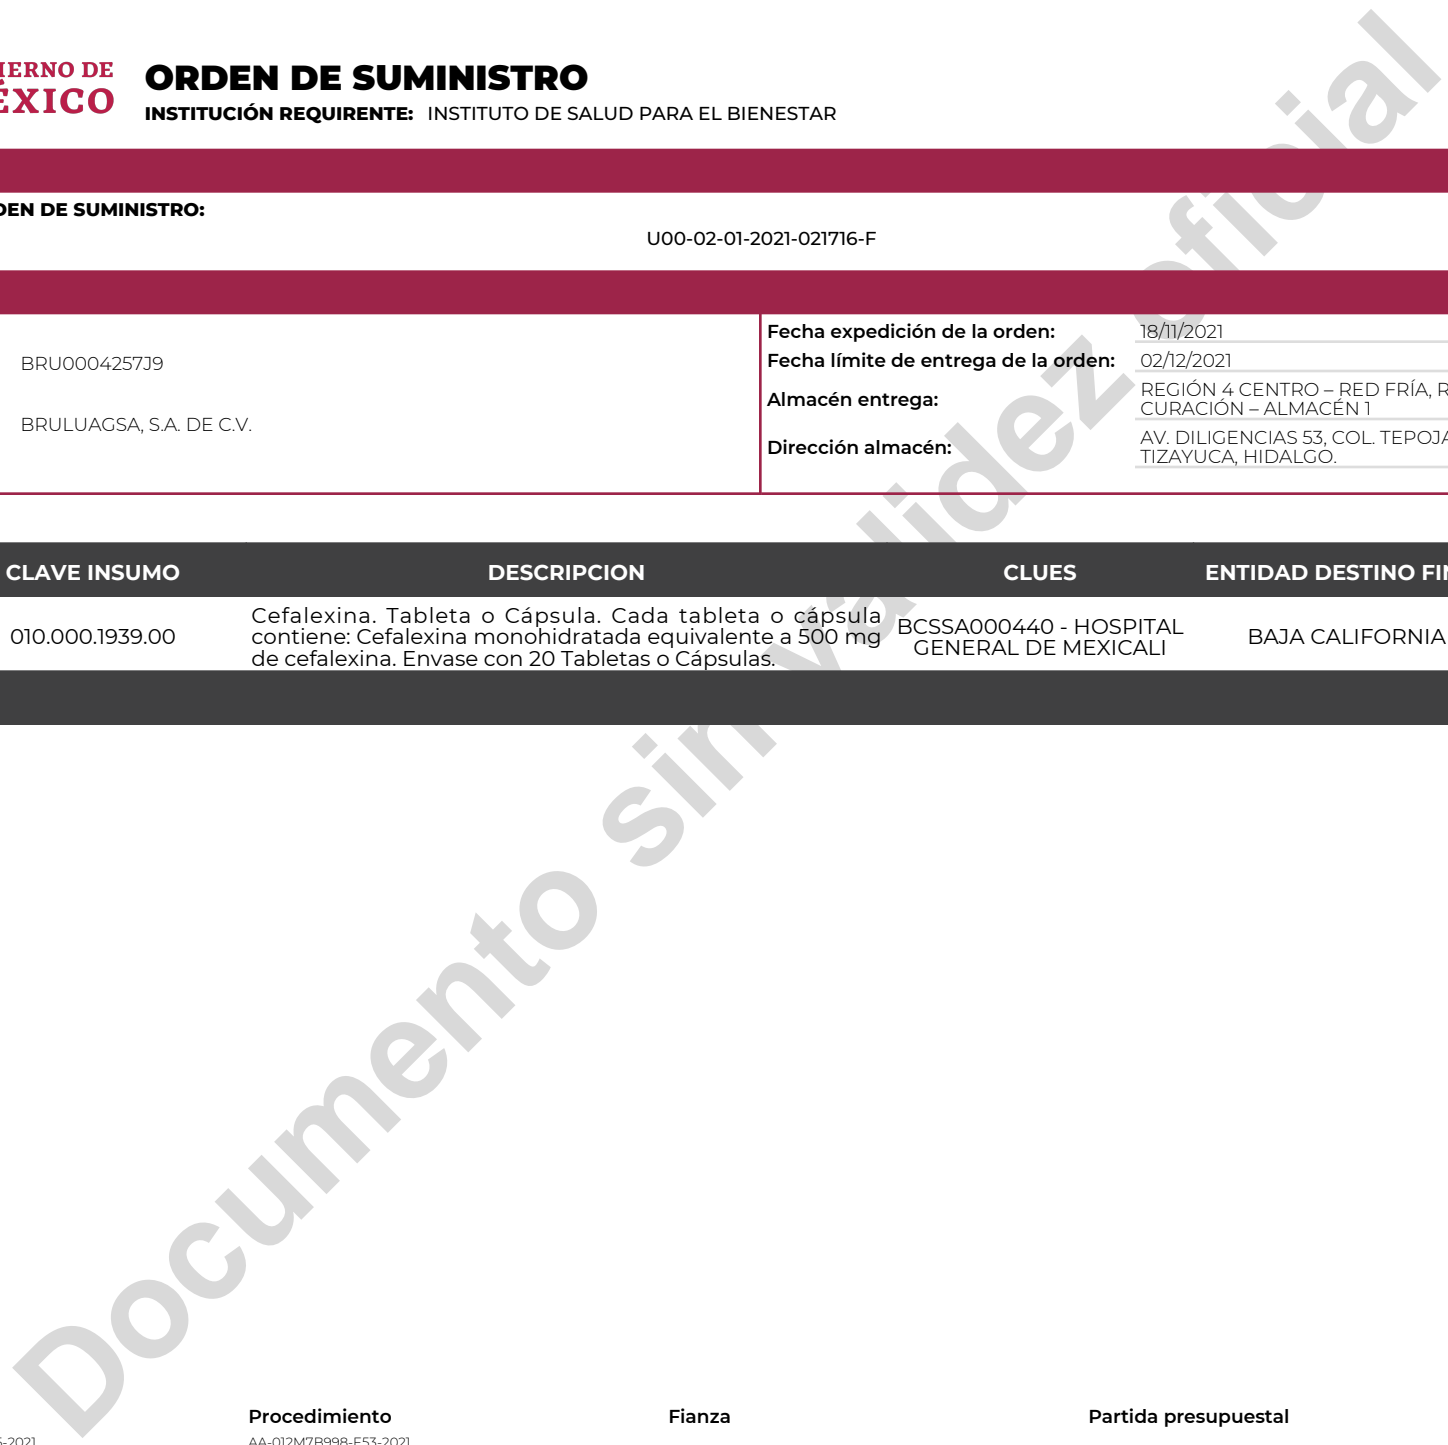 ORDEN DE SUMINISTRO
INSTITUCIÓN REQUIRENTE: INSTITUTO DE SALUD PARA EL BIENESTAR
DE
DE SUMINISTRO:
U00-02-01-2021-021716-F
BRU0004257J9
BRULUAGSA, S.A. DE C.V.
Fecha expedición de la orden: 18/11/2021
Fecha límite de entrega de la orden: 02/12/2021
Almacén entrega:
REGIÓN 4 CENTRO – RED FRÍA,
CURACIÓN – ALMACÉN 1
Dirección almacén:
AV. DILIGENCIAS 53, COL.
TIZAYUCA, HIDALGO.
CLAVE INSUMO DESCRIPCION CLUES ENTIDAD DESTINO
010.000.1939.00
Cefalexina. Tableta o Cápsula. Cada tableta o cápsula
contiene: Cefalexina monohidratada equivalente a 500 mg
de cefalexina. Envase con 20 Tabletas o Cápsulas.
BCSSA000440 - HOSPITAL
GENERAL DE MEXICALI
BAJA CALIFORNIA
Documento sin validez oficial
Procedimiento Fianza Partida presupuestal
AA-012M7B998-E53-2021